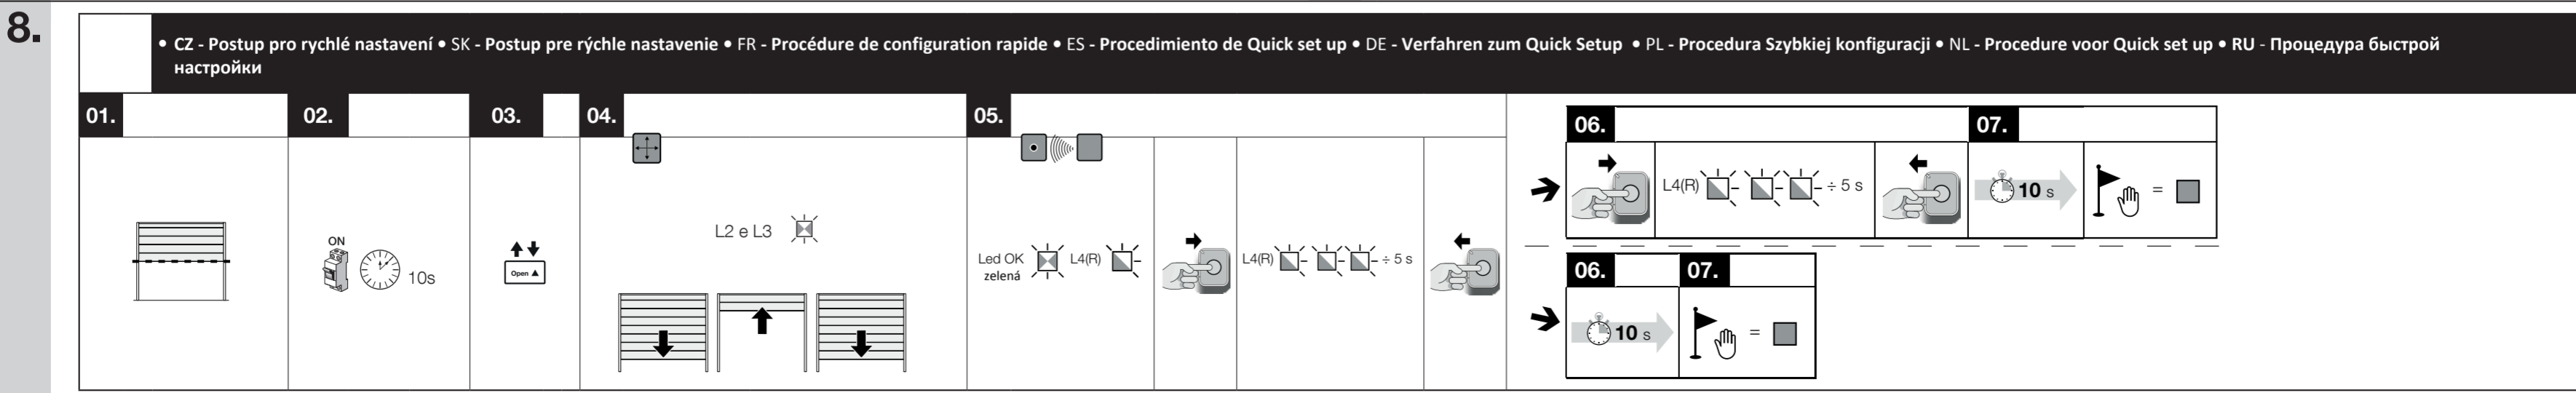 8.
• CZ - Postup pro rychlé nastavení • SK - Postup pre rýchle nastavenie • FR - Procédure de configuration rapide • ES - Procedimiento de Quick set up • DE - Verfahren zum Quick Setup • PL - Procedura Szybkiej konfiguracji • NL - Procedure voor Quick set up • RU - Процедура быстрой
настройки
01.
02.
03.
04.
05.
ON
10s
Open ▲
L2 e L3
Led OK
zelená
L4(R)
L4(R) ÷ 5 s
06.
07.
L4(R) ÷ 5 s
10 s
=
06.
07.
10 s
=